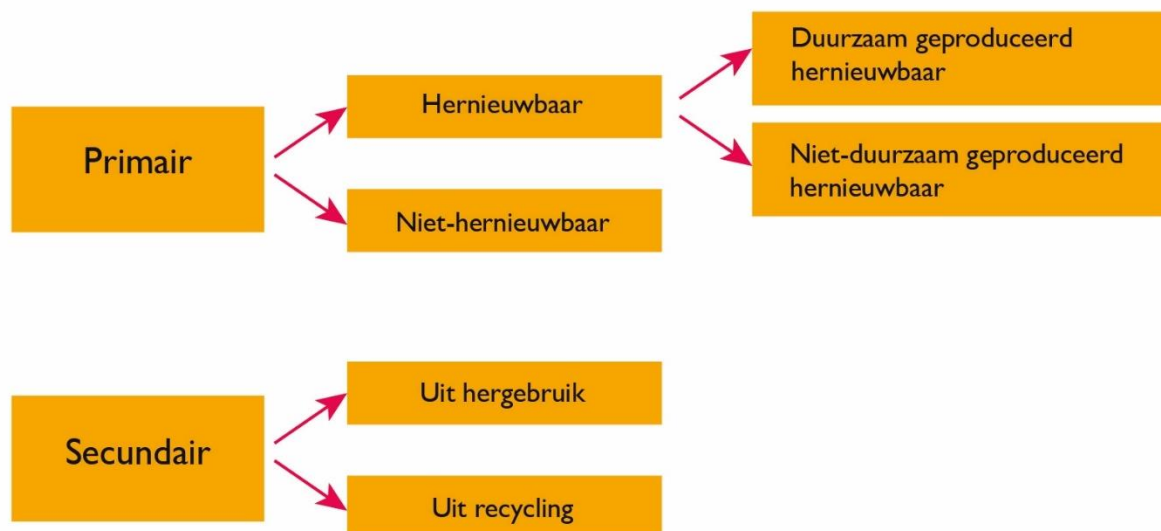 Primair
Hernieuwbaar
Niet-hernieuwbaar
Duurzaam geproduceerd
hernieuwbaar
Niet-duurzaam geproduceerd
hernieuwbaar
Secundair
Uit hergebruik
Uit recycling